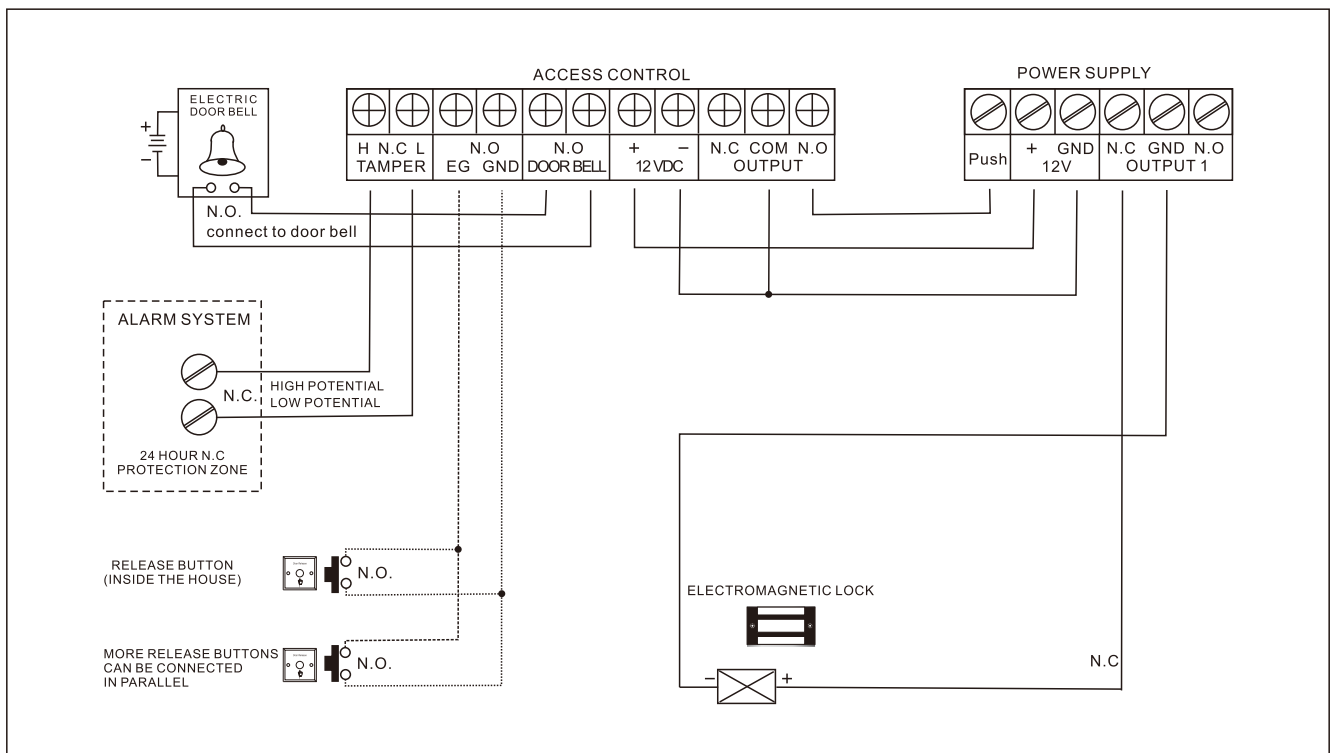 ACCESS CONTROL
POWER SUPPLY
ELECTRIC
DOOR BELL
+
−
H N.C L
TAMPER
N.O
EG GND
N.O
DOOR BELL
+ −
12 VDC
N.C COM N.O
OUTPUT
Push
+ GND
12V
N.C GND N.O
OUTPUT 1
N.O.
connect to door bell
ALARM SYSTEM
N.C.
HIGH POTENTIAL
LOW POTENTIAL
24 HOUR N.C
PROTECTION ZONE
RELEASE BUTTON
(INSIDE THE HOUSE)
N.O.
MORE RELEASE BUTTONS
CAN BE CONNECTED
IN PARALLEL
N.O.
ELECTROMAGNETIC LOCK
N.C
− +